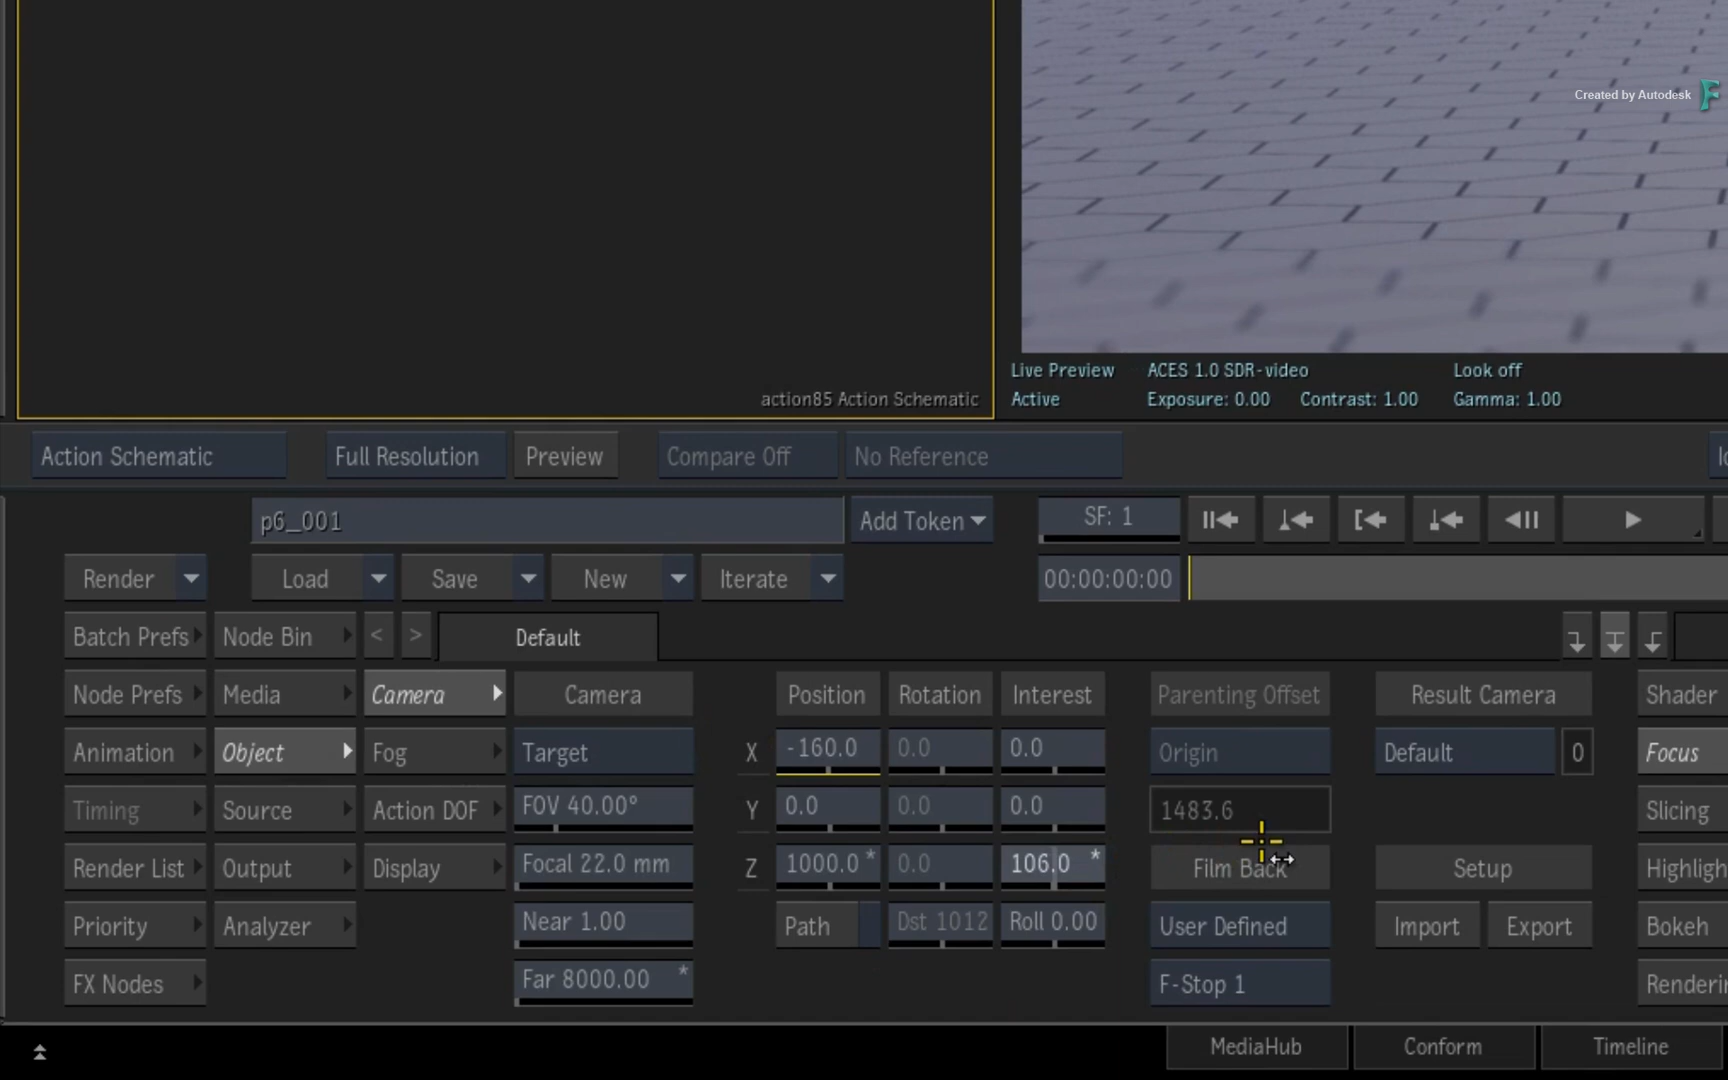 Created by Autodesk
Live Preview ACES 1.0 SDR-video Look off
Active Exposure: 0.00 Contrast: 1.00 Gamma: 1.00
action85 Action Schematic
Action Schematic Full Resolution Preview Compare Off No Reference
p6_001 Add Token SF: 1
Render Load Save New Iterate 00:00:00:00
Batch Prefs Node Bin < > Default
Node Prefs Media Camera Camera Position Rotation Interest Parenting Offset Result Camera Shader
Animation Object Fog Target X -160.0 0.0 0.0 Origin Default 0 Focus
Timing Source Action DOF FOV 40.00° Y 0.0 0.0 0.0 1483.6 Slicing
Render List Output Display Focal 22.0 mm Z 1000.0 * 0.0 106.0 * Film Back Setup Highligh
Priority Analyzer Near 1.00 Path Dst 1012 Roll 0.00 User Defined Import Export Bokeh
FX Nodes Far 8000.00 * F-Stop 1 Renderi
MediaHub Conform Timeline